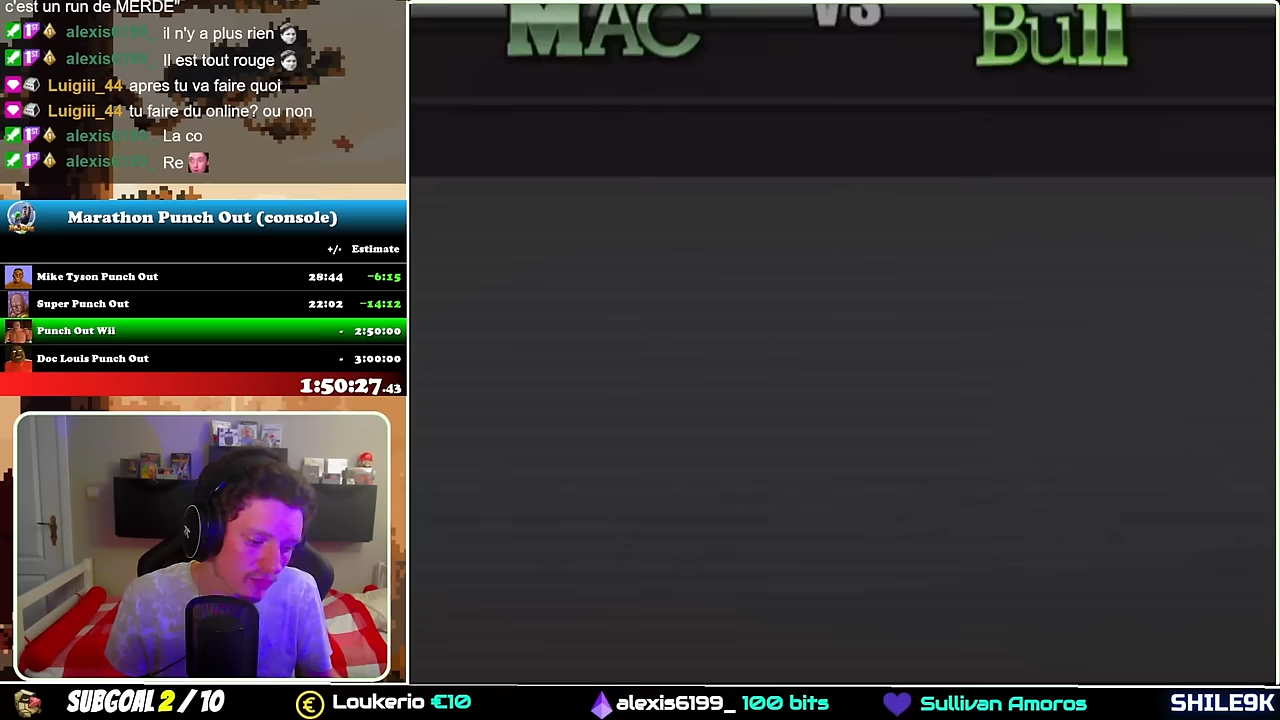 c'est un run de MERDE"
alexis6199_ il n'y a plus rien
alexis6199_ Il est tout rouge
Luigiii_44 apres tu va faire quoi
Luigiii_44 tu faire du online? ou non
alexis6199_ La co
alexis6199_ Re
Marathon Punch Out (console)
+/- Estimate
Mike Tyson Punch Out 28:44 -6:15
Super Punch Out 22:02 -14:12
Punch Out Wii - 2:50:00
Doc Louis Punch Out - 3:00:00
1:50:27.43
MAC VS Bull
SUBGOAL 2 / 10
Loukerio €10
alexis6199_ 100 bits
Sullivan Amoros
SHILE9K